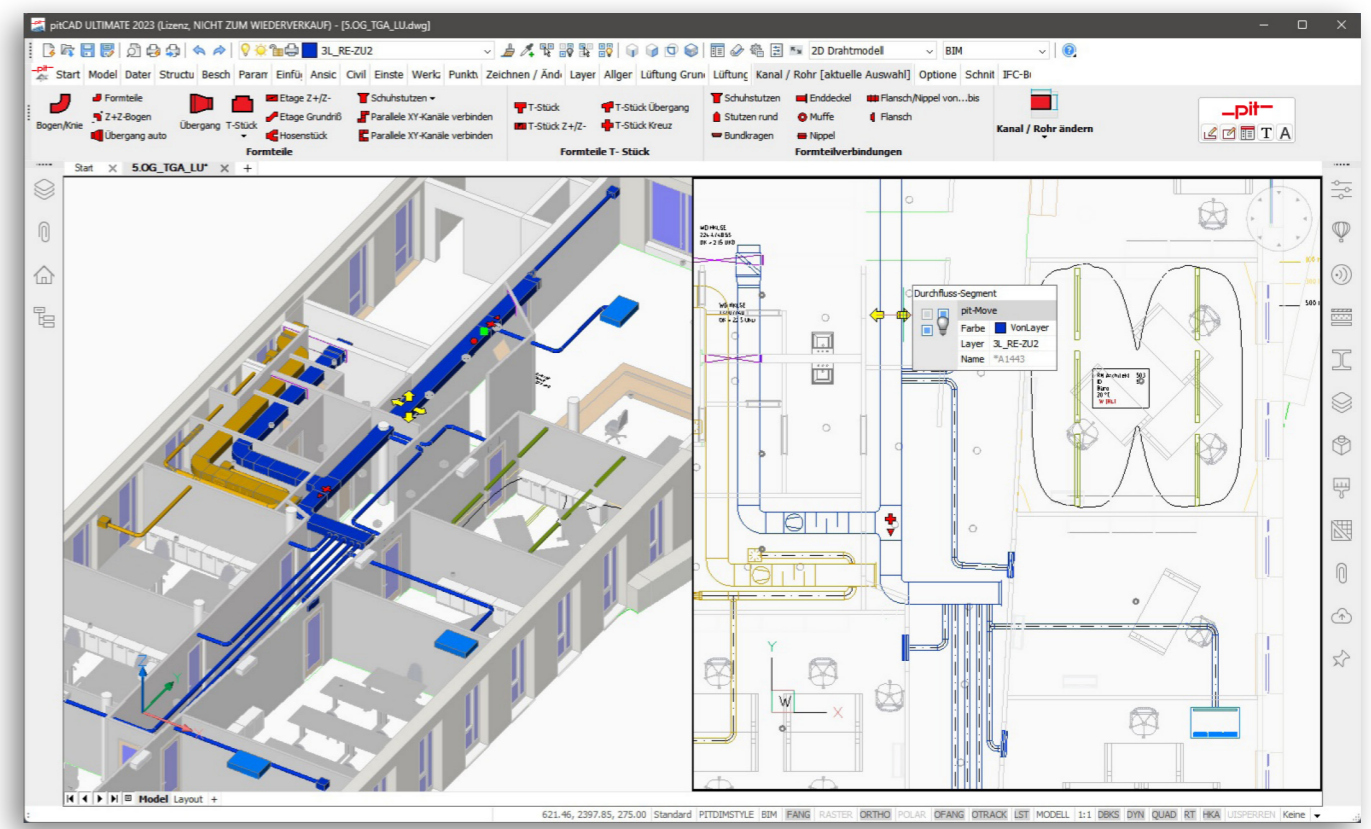 pitCAD ULTIMATE 2023 (Lizenz, NICHT ZUM WIEDERVERKAUF) - [5.OG_TGA_LU.dwg]
3L_RE-ZU2 2D Drahtmodell BIM
Start Model Dater Structu Besch Param Einfü Ansic Civil Einste Werkz Punktu Zeichnen / Änd Layer Allger Lüftung Grun Lüftung Kanal / Rohr [aktuelle Auswahl] Optione Schnit IFC-B
Formteile Etage Z+/Z- Schuhstutzen T-Stück T-Stück Übergang Schuhstutzen Enddeckel Flansch/Nippel von...bis
Z+Z-Bogen Etage Grundriß Parallele XY-Kanäle verbinden T-Stück Z+/Z- T-Stück Kreuz Stutzen rund Muffe Flansch
Bogen/Knie Übergang auto Übergang T-Stück Hosenstück Parallele XY-Kanäle verbinden Bundkragen Nippel Kanal / Rohr ändern
pit
T A
Formteile Formteile T- Stück Formteilverbindungen
Start 5.OG_TGA_LU*
Durchfluss-Segment
pit-Move
Farbe VonLayer
Layer 3L_RE-ZU2
Name *A1443
Büro
Z
Y
Y
W
X
Model Layout +
621.46, 2397.85, 275.00 Standard PITDIMSTYLE BIM FANG RASTER ORTHO POLAR OFANG OTRACK LST MODELL 1:1 DBKS DYN QUAD RT HKA UISPERREN Keine